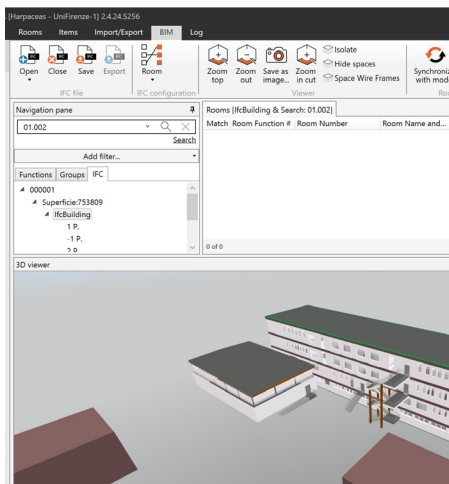 [Harpaceas - UniFirenze-1] 2.4.24.5256
Rooms Items Import/Export BIM Log
Open Close Save Export Room Zoom top Zoom out Save as image... Zoom in cut Isolate Hide spaces Space Wire Frames Synchroniz with mod
IFC file IFC configuration Viewer Ro
Navigation pane
01.002
Search
Add filter...
Functions Groups IFC
000001
Superficie:753809
IfcBuilding
1 P.
-1 P.
2 P.
Rooms [IfcBuilding & Search: 01.002]
Match Room Function # Room Number Room Name and...
0 of 0
3D viewer